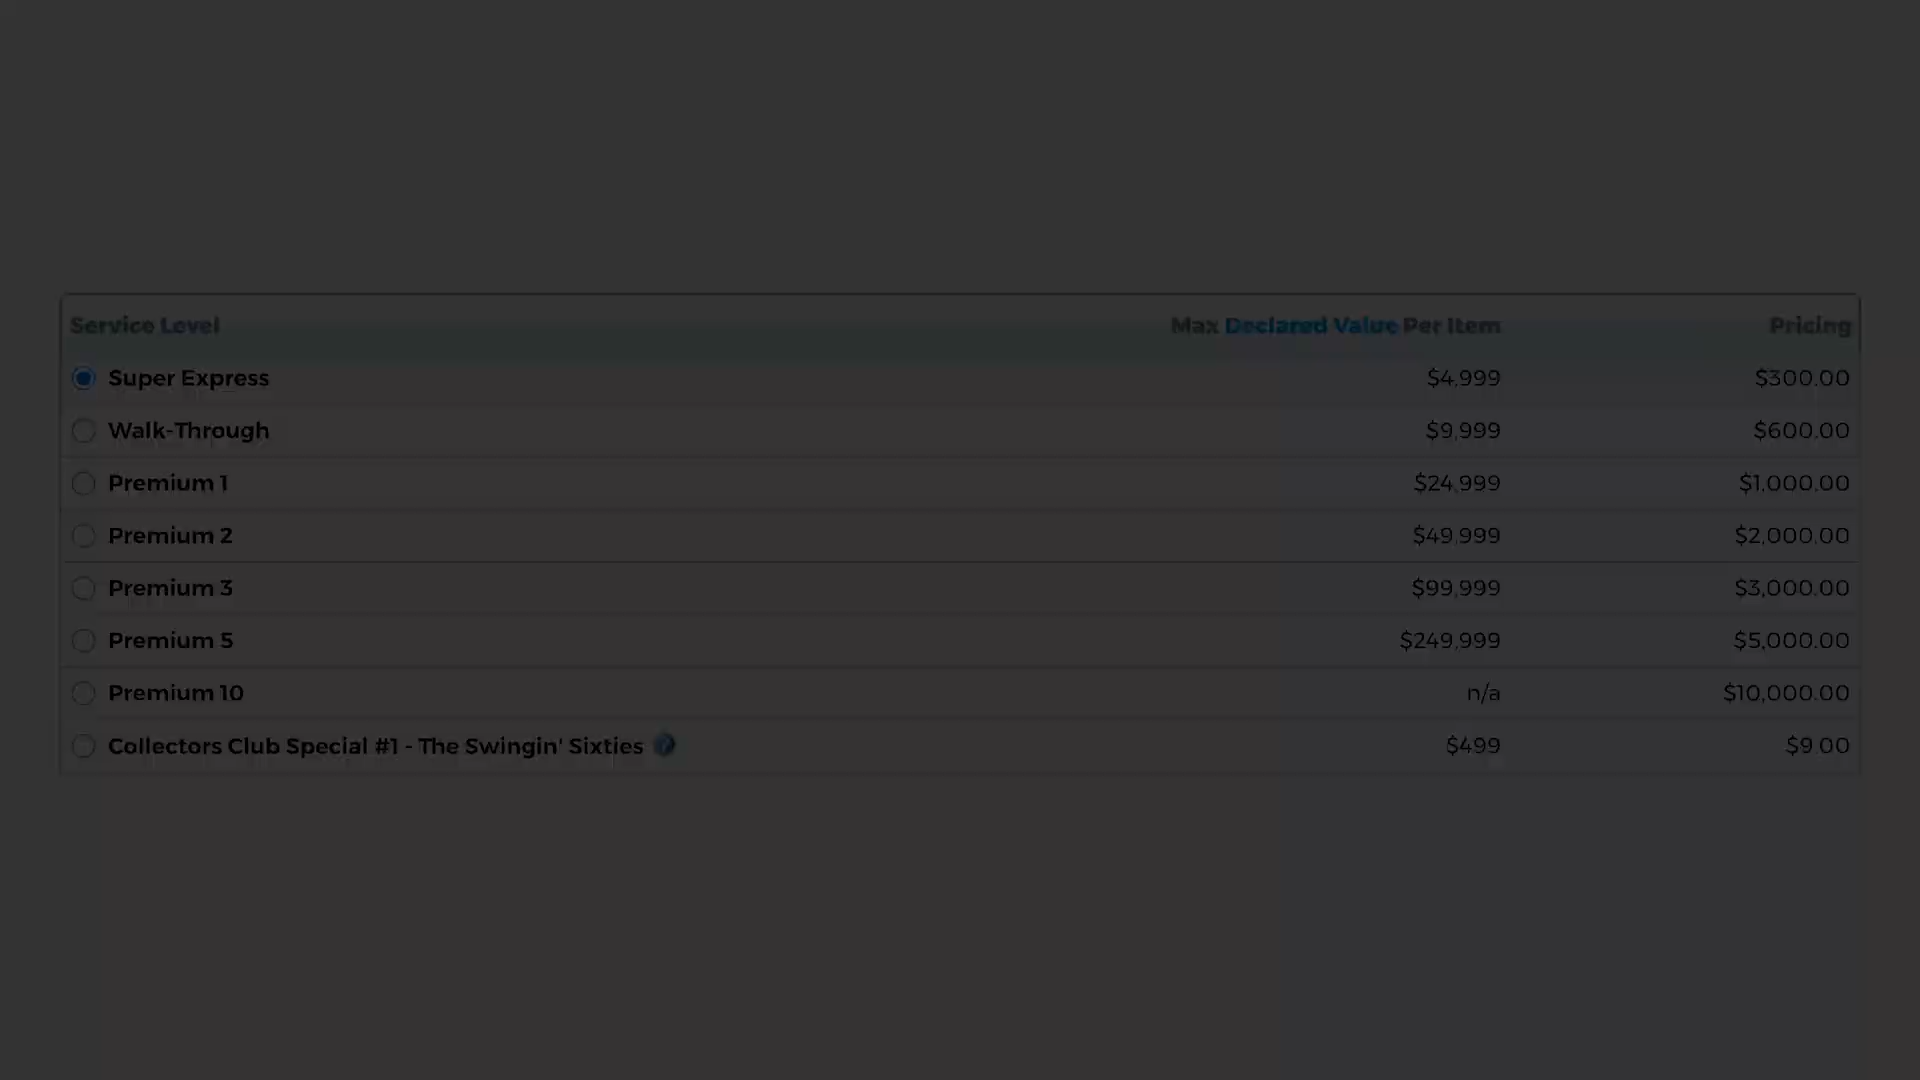 Service Level Max Declared Value Per Item Pricing
Super Express $4,999 $300.00
Walk-Through $9,999 $600.00
Premium 1 $24,999 $1,000.00
Premium 2 $49,999 $2,000.00
Premium 3 $99,999 $3,000.00
Premium 5 $249,999 $5,000.00
Premium 10 n/a $10,000.00
Collectors Club Special #1 - The Swingin' Sixties ? $499 $9.00